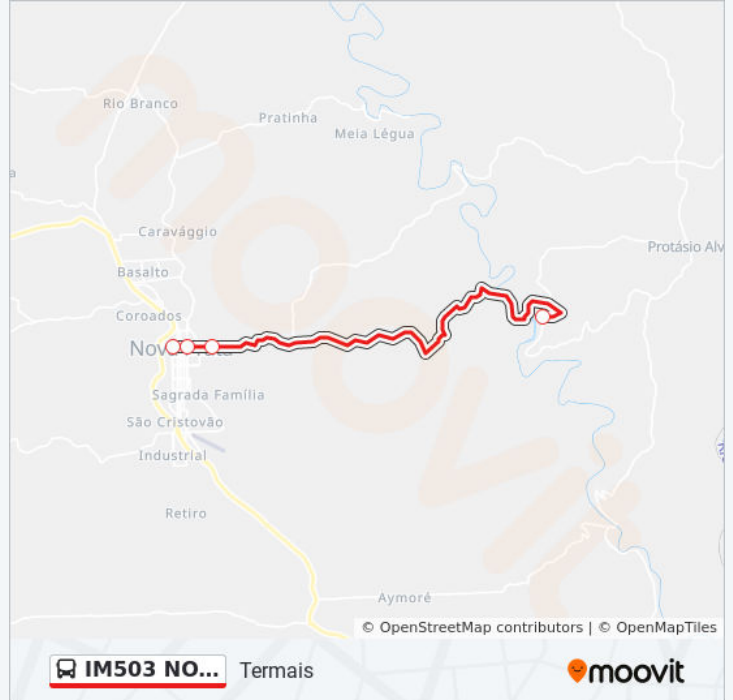 Rio Branco
Pratinha
Meia Légua
a
Caravággio
Protásio Alv
Basalto
Coroados
Sagrada Família
São Cristovão
Industrial
Retiro
Aymoré
moovit
© OpenStreetMap contributors | © OpenMapTiles
IM503 NO...
Termais
moovit